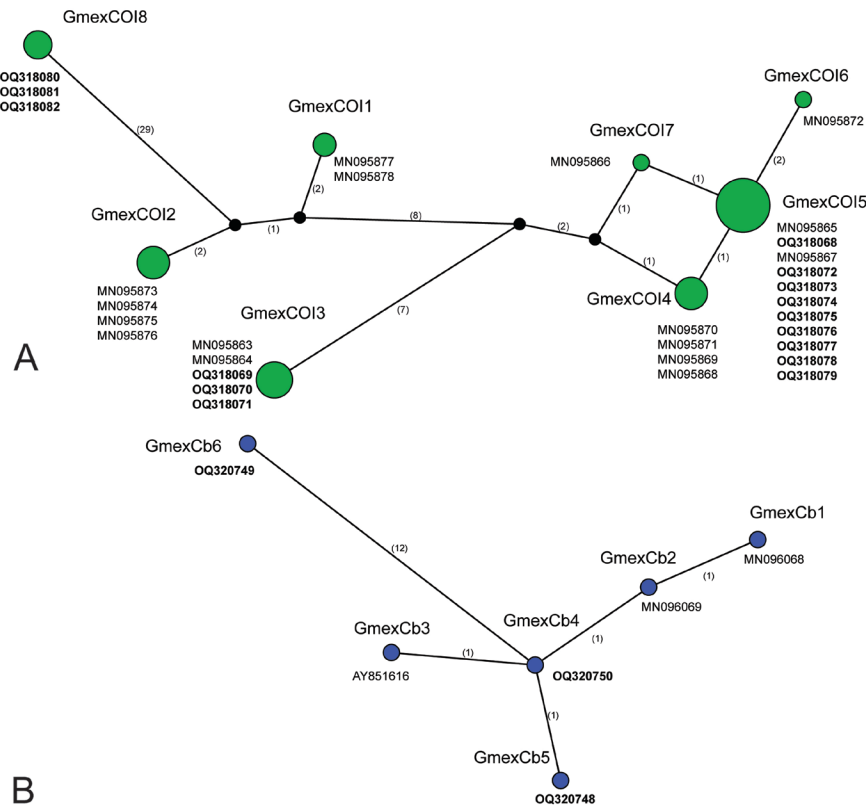 GmexCOI8
OQ318080
OQ318081
OQ318082
(29)
GmexCOI1
MN095877
MN095878
(2)
GmexCOI2
(2)
MN095873
MN095874
MN095875
MN095876
(1)
(8)
GmexCOI3
(7)
MN095863
MN095864
OQ318069
OQ318070
OQ318071
(2)
GmexCOI7
MN095866
(1)
(1)
GmexCOI6
MN095872
(2)
GmexCOI5
MN095865
OQ318068
MN095867
OQ318072
OQ318073
OQ318074
OQ318075
OQ318076
OQ318077
OQ318078
OQ318079
(1)
(1)
GmexCOI4
MN095870
MN095871
MN095869
MN095868
A
GmexCb6
OQ320749
(12)
GmexCb1
MN096068
(1)
GmexCb2
MN096069
(1)
GmexCb4
OQ320750
GmexCb3
(1)
AY851616
(1)
GmexCb5
OQ320748
B